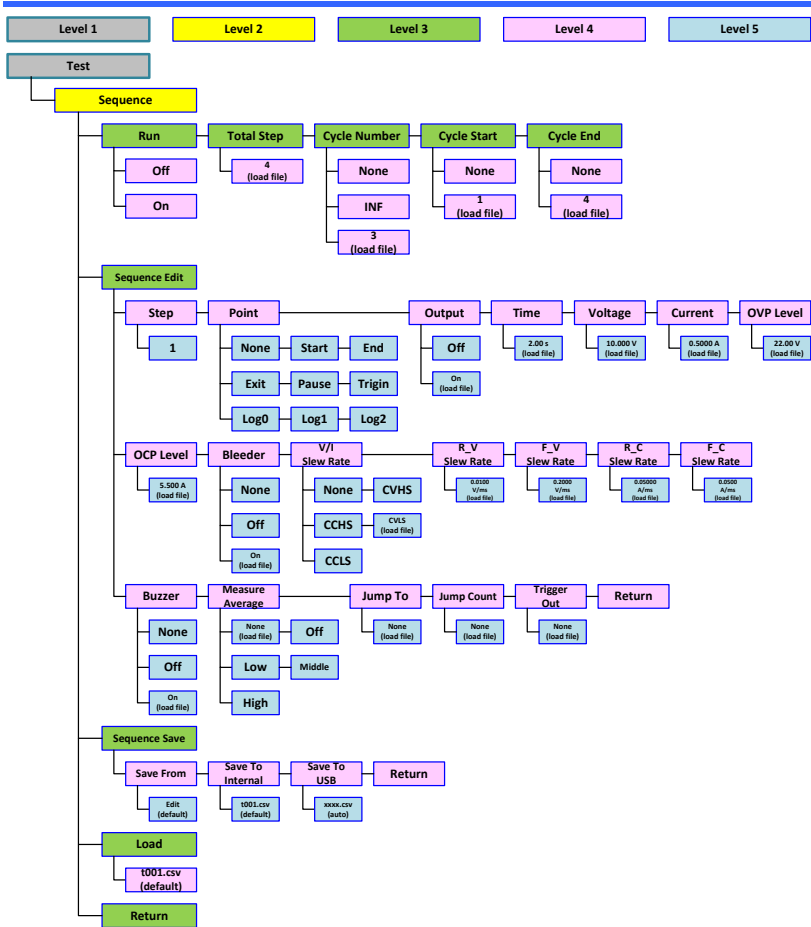 Level 1 Level 2 Level 3 Level 4 Level 5
Test
Sequence
Run Total Step Cycle Number Cycle Start Cycle End
Off 4 None None None
(load file)
On INF 1 4
(load file) (load file)
3
(load file)
Sequence Edit
Step Point Output Time Voltage Current OVP Level
1 None Start End Off 2.00 s 10.000 V 0.5000 A 22.00 V
(load file) (load file) (load file) (load file)
Exit Pause Trigin On
(load file)
Log0 Log1 Log2
OCP Level Bleeder V/I R_V F_V R_C F_C
Slew Rate Slew Rate Slew Rate Slew Rate Slew Rate
5.500 A None None CVHS 0.0100 0.2000 0.05000 0.0500
(load file) V/ms V/ms A/ms A/ms
(load file) (load file) (load file) (load file)
Off CCHS CVLS
(load file)
On CCLS
(load file)
Buzzer Measure Jump To Jump Count Trigger Return
Average Out
None None Off None None None
(load file) (load file) (load file) (load file)
Off Low Middle
On High
(load file)
Sequence Save
Save From Save To Save To Return
Internal USB
Edit t001.csv xxxx.csv
(default) (default) (auto)
Load
t001.csv
(default)
Return